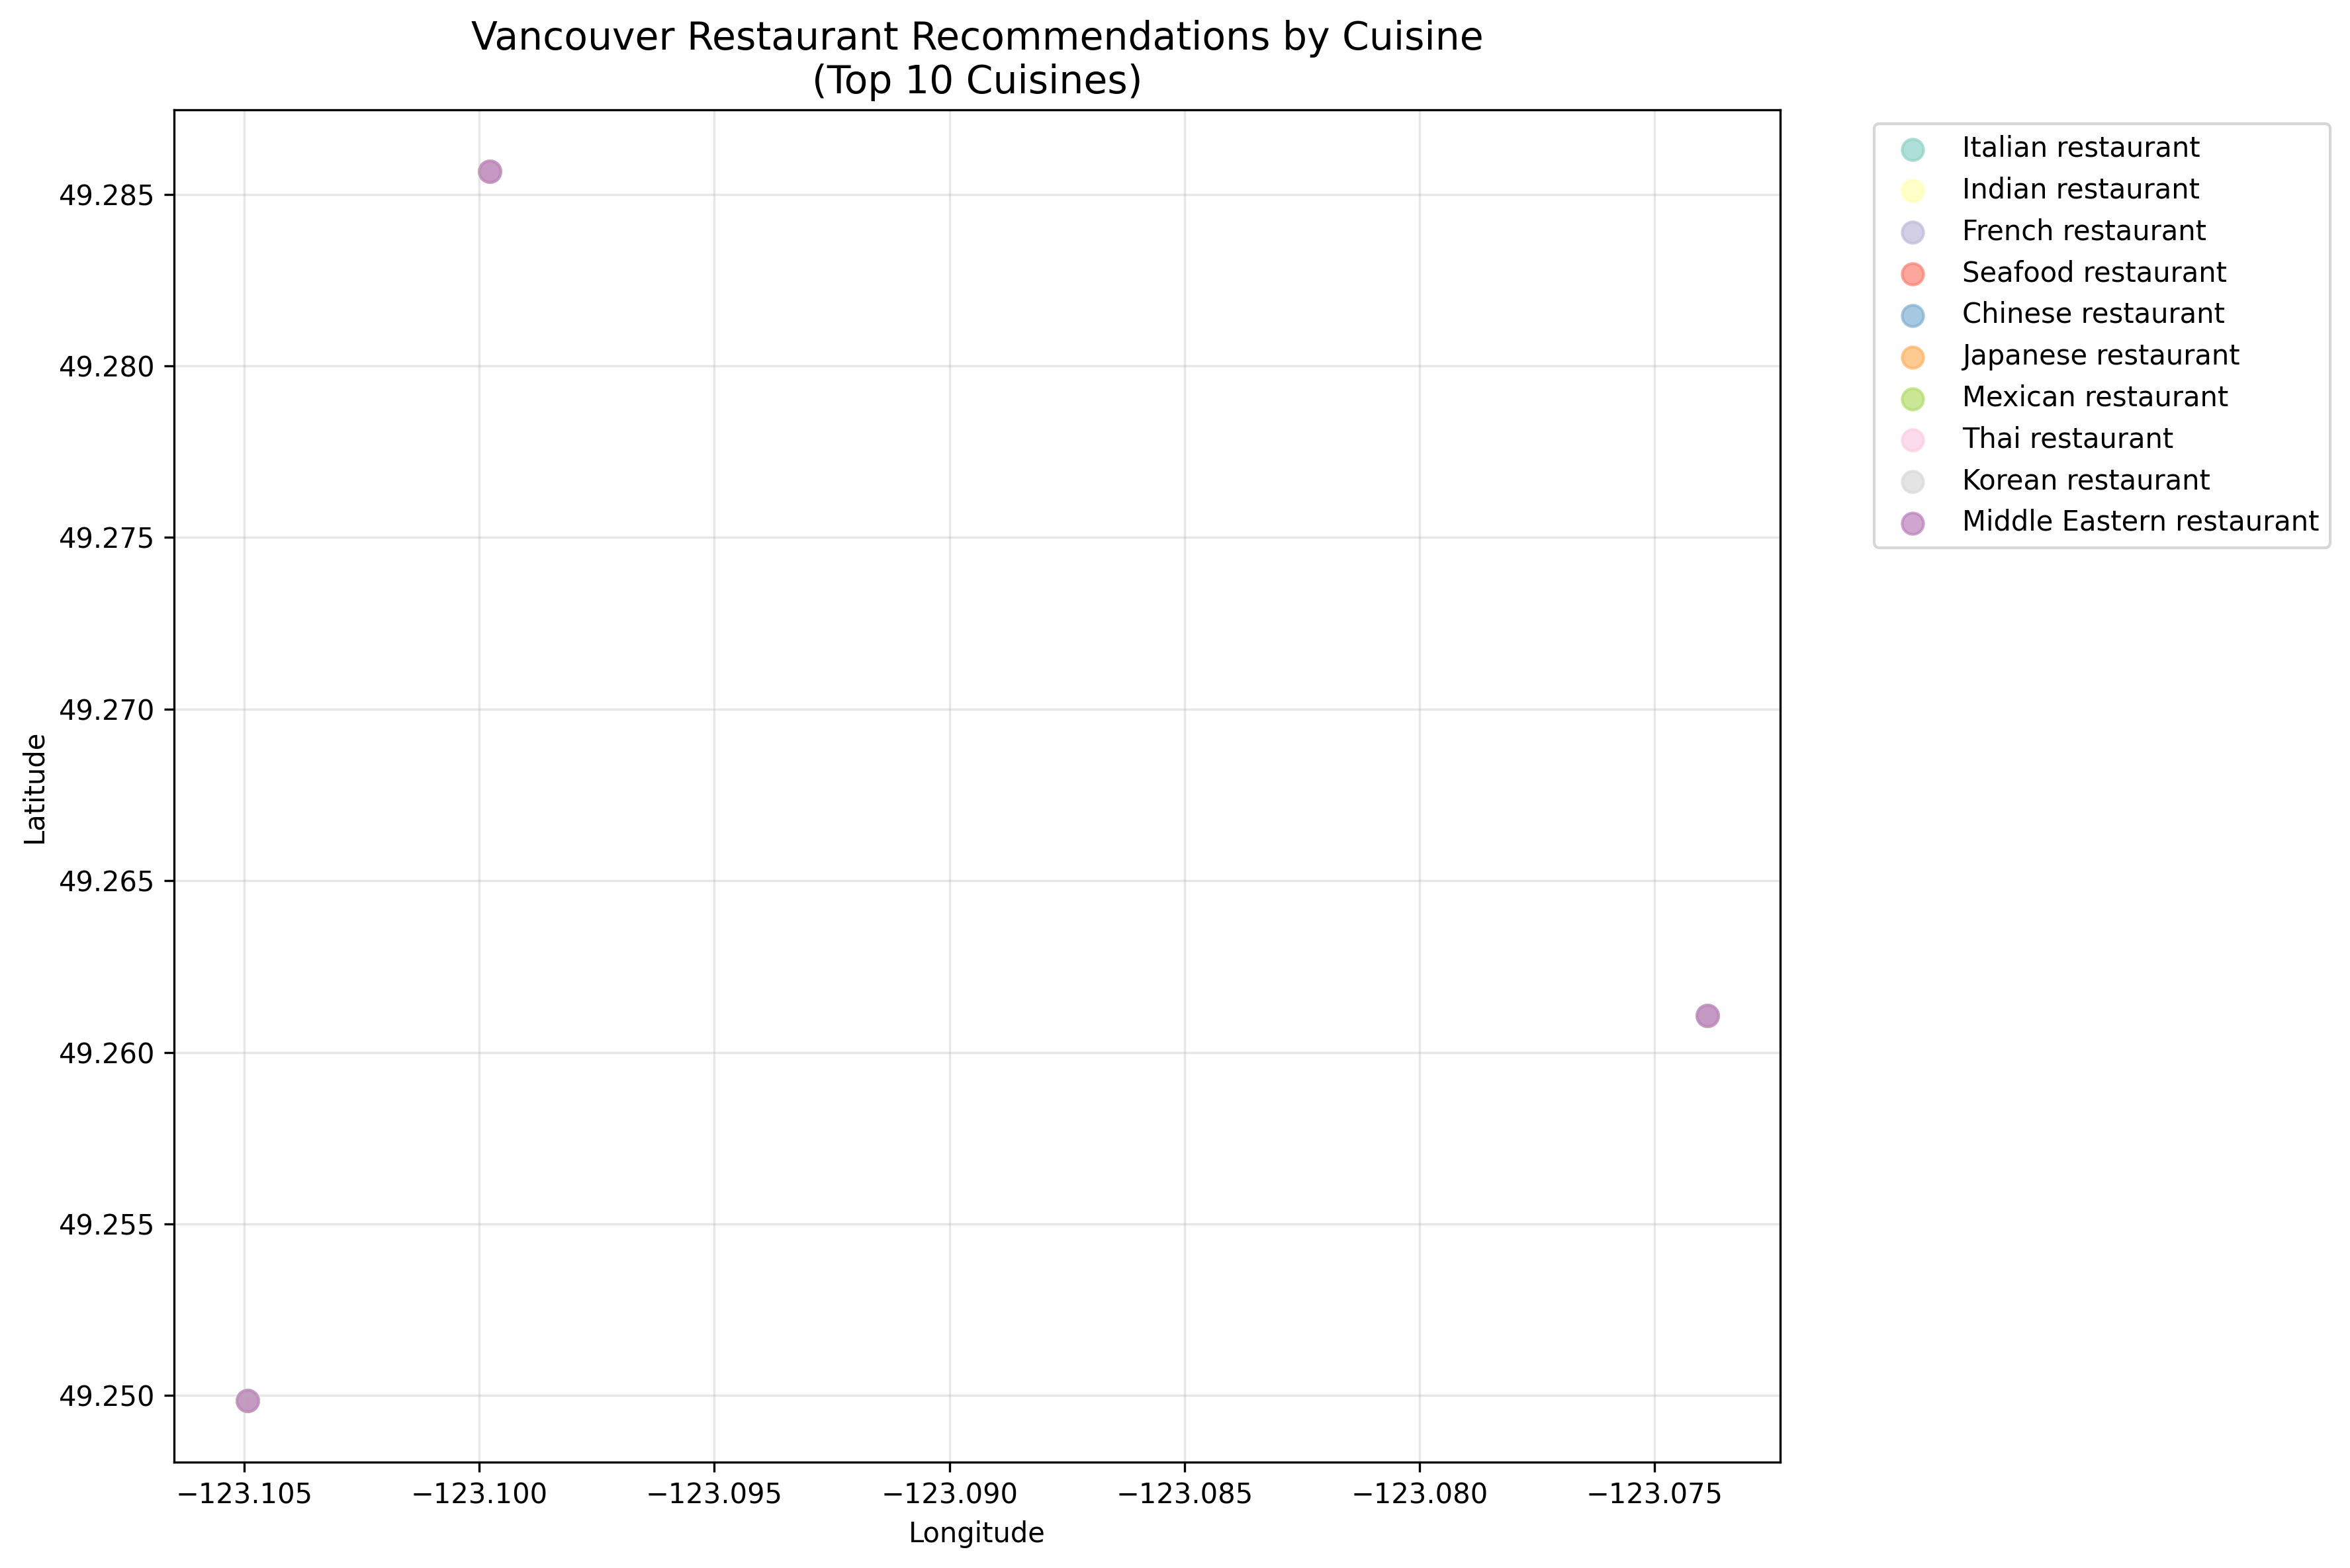 Vancouver Restaurant Recommendations by Cuisine
(Top 10 Cuisines)
49.285
49.280
49.275
49.270
49.265
49.260
49.255
49.250
Latitude
−123.105
−123.100
−123.095
−123.090
−123.085
−123.080
−123.075
Longitude
Italian restaurant
Indian restaurant
French restaurant
Seafood restaurant
Chinese restaurant
Japanese restaurant
Mexican restaurant
Thai restaurant
Korean restaurant
Middle Eastern restaurant